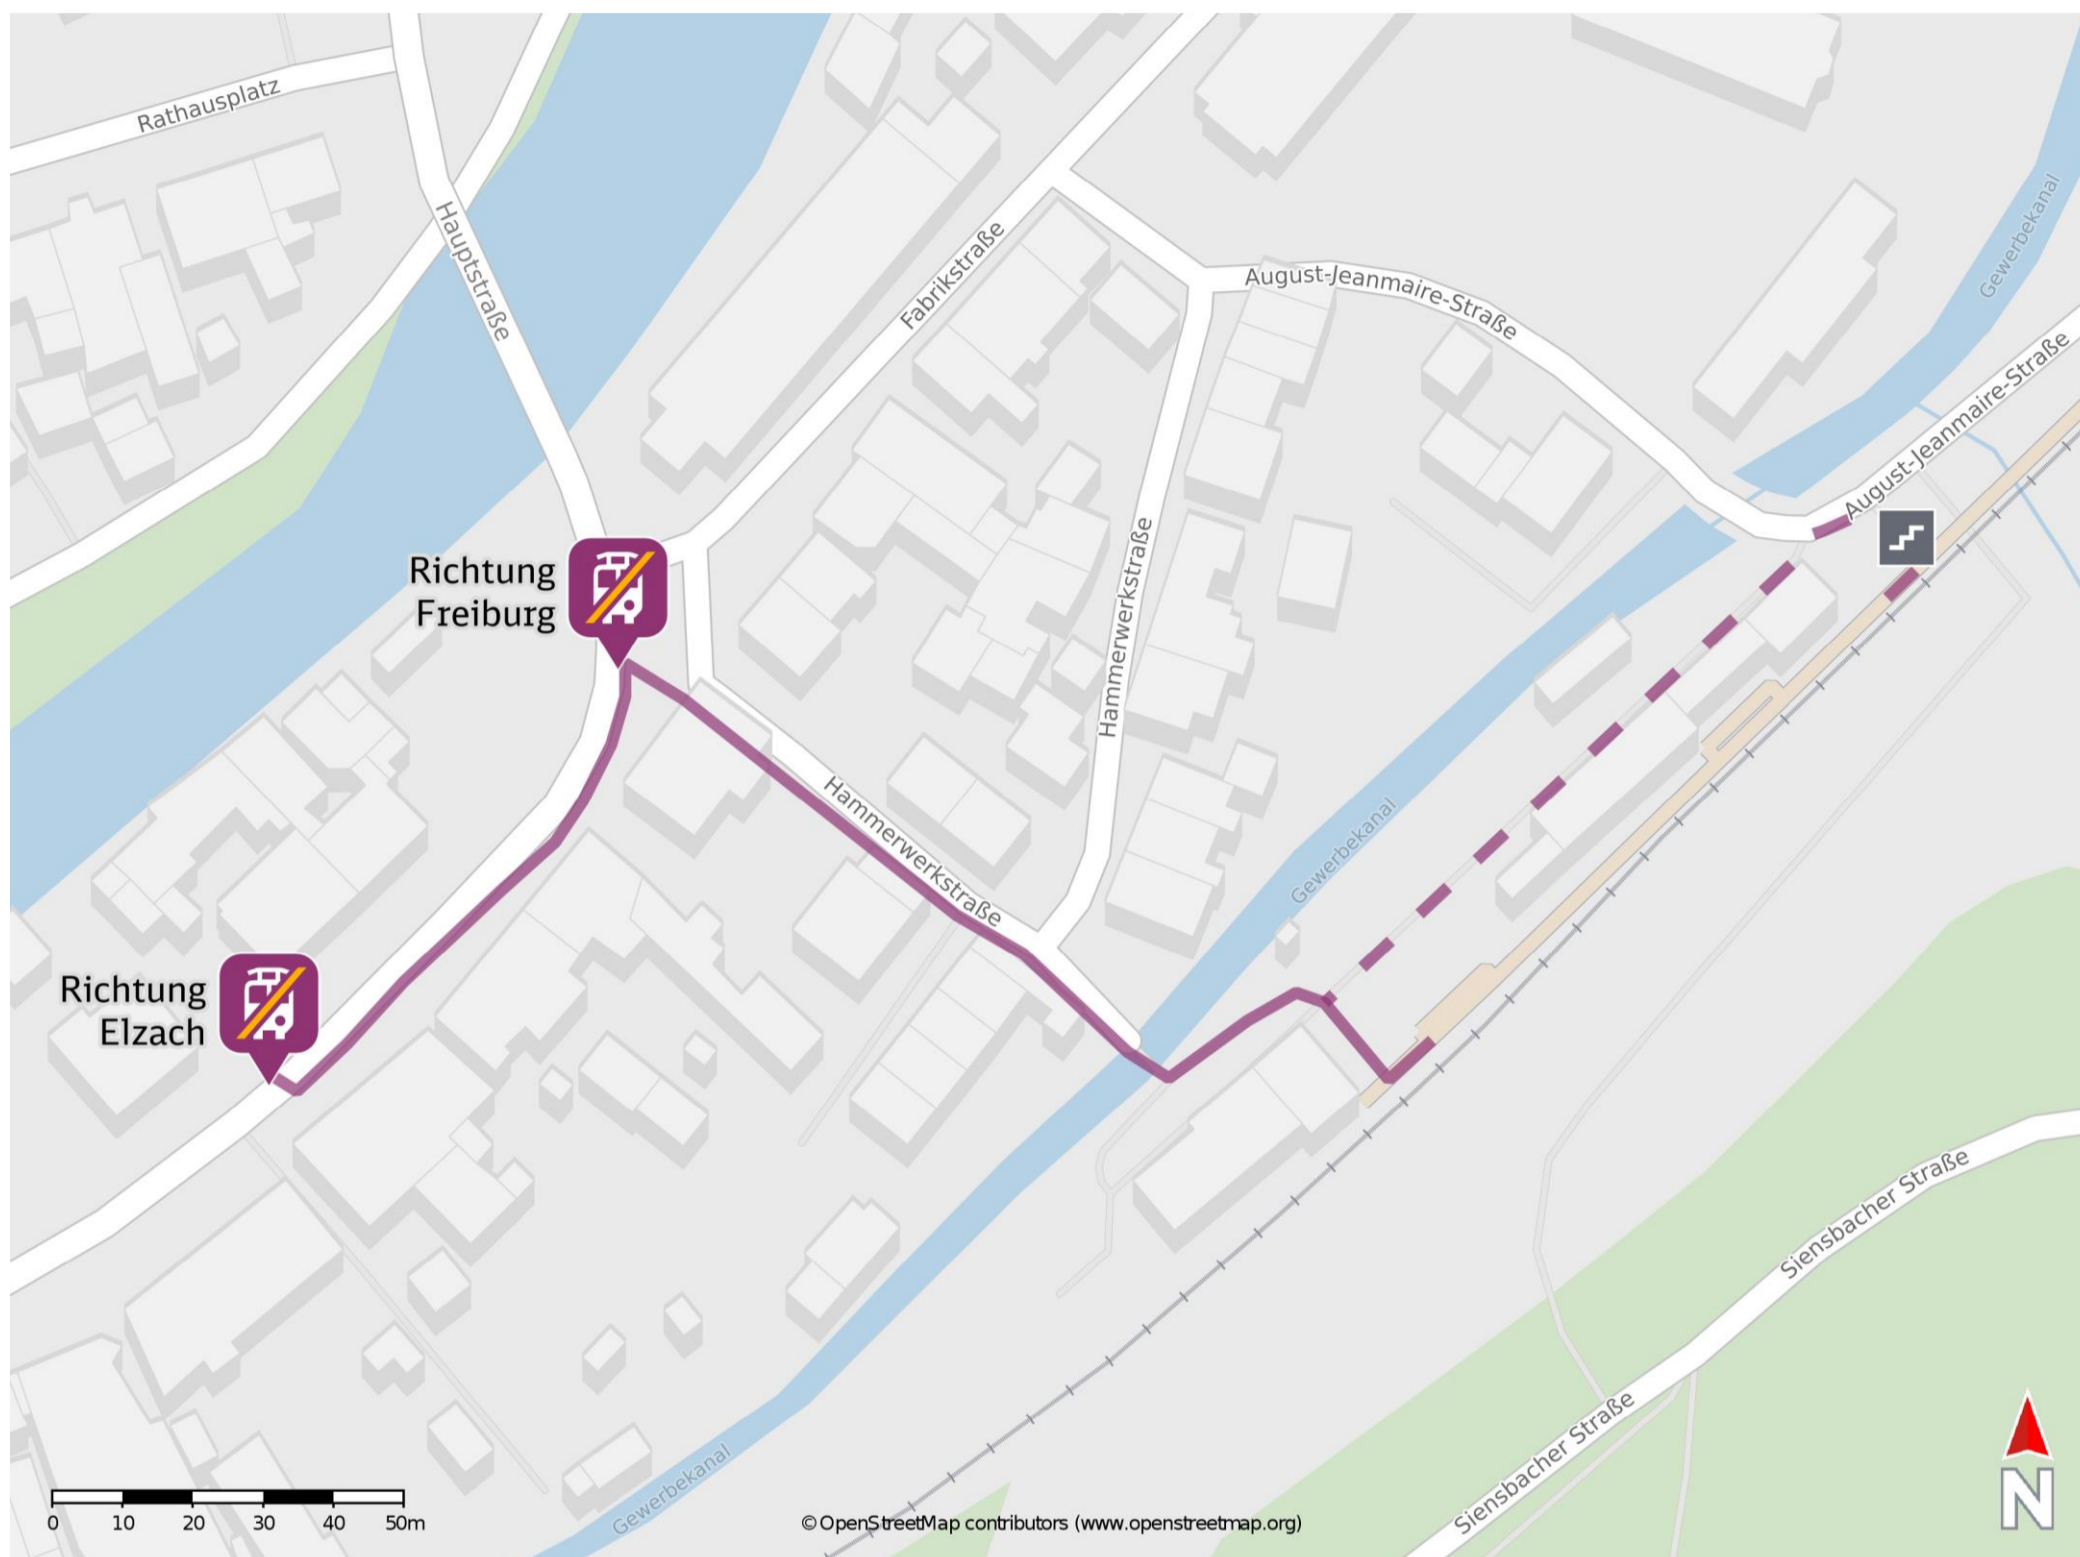 Rathausplatz
Hauptstraße
Fabrikstraße
August-Jeanmaire-Straße
Gewerbekanal
August-Jeanmaire-Straße
Richtung
Freiburg
Hammerwerkstraße
Hammerwerkstraße
Gewerbekanal
Richtung
Elzach
Siensbacher Straße
Siensbacher Straße
Gewerbekanal
0 10 20 30 40 50m
©OpenStreetMap contributors (www.openstreetmap.org)
N